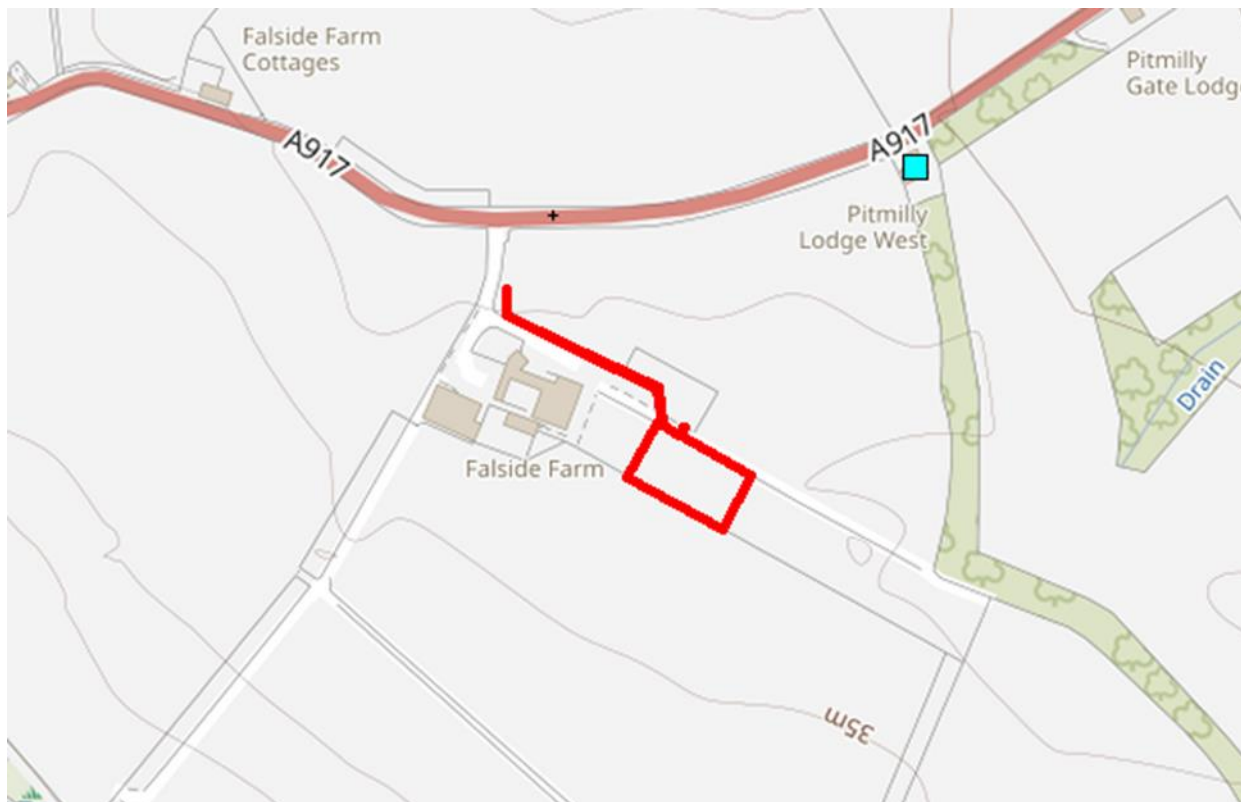 Falside Farm
Cottages
Pitmilly
Gate Lodge
A917
A917
Pitmilly
Lodge West
Drain
Falside Farm
35m